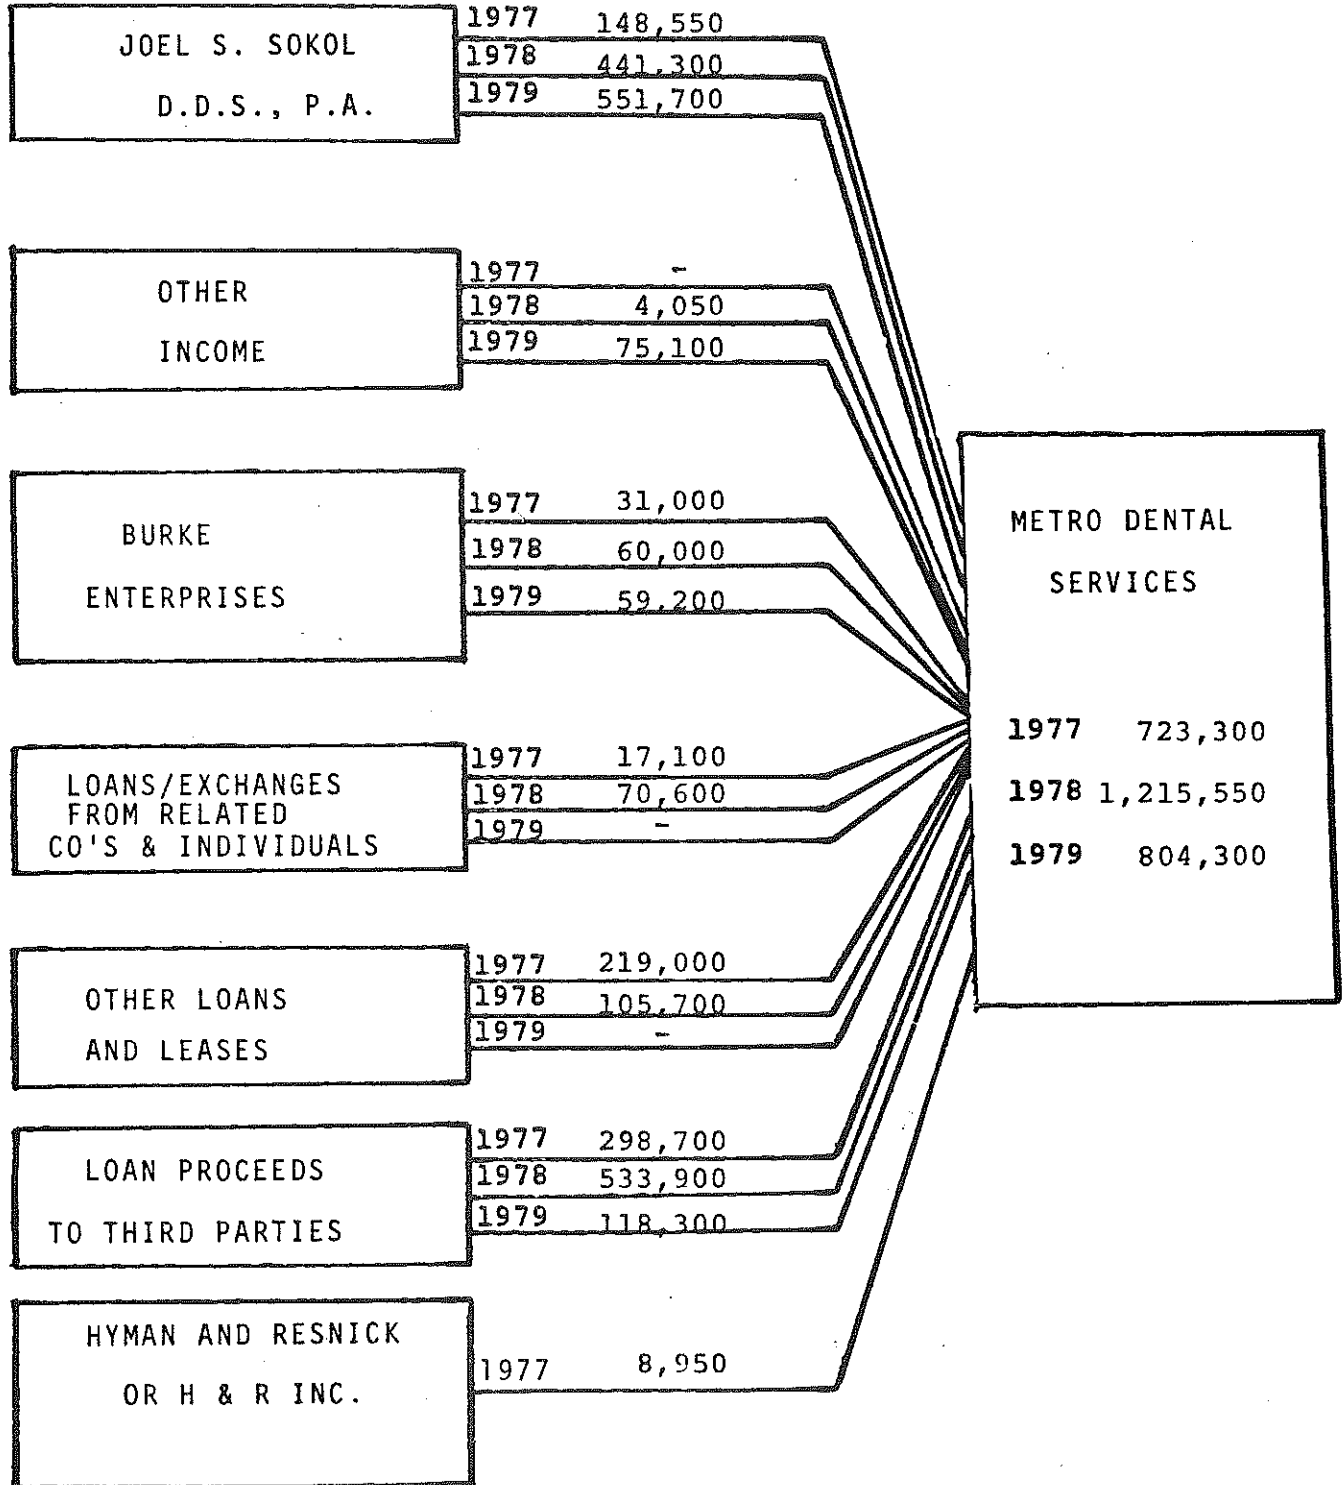 JOEL S. SOKOL
D.D.S., P.A.
1977 148,550
1978 441,300
1979 551,700
OTHER
INCOME
1977 -
1978 4,050
1979 75,100
BURKE
ENTERPRISES
1977 31,000
1978 60,000
1979 59,200
LOANS/EXCHANGES
FROM RELATED
CO'S & INDIVIDUALS
1977 17,100
1978 70,600
1979 -
OTHER LOANS
AND LEASES
1977 219,000
1978 105,700
1979 -
LOAN PROCEEDS
TO THIRD PARTIES
1977 298,700
1978 533,900
1979 118,300
HYMAN AND RESNICK
OR H & R INC.
1977 8,950
METRO DENTAL
SERVICES
1977 723,300
1978 1,215,550
1979 804,300